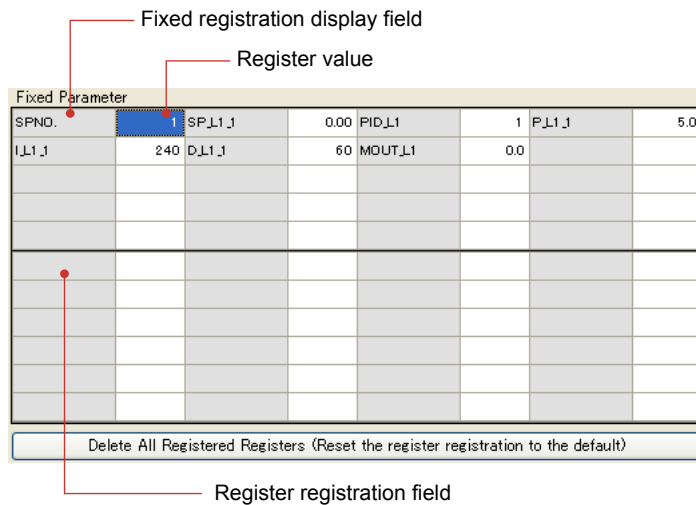 Fixed registration display field
Register value
Fixed Parameter
SPNO. 1 SP_L1_1 0.00 PID_L1 1 P_L1_1 5.0
I_L1_1 240 D_L1_1 60 MOUT_L1 0.0
Delete All Registered Registers (Reset the register registration to the default)
Register registration field